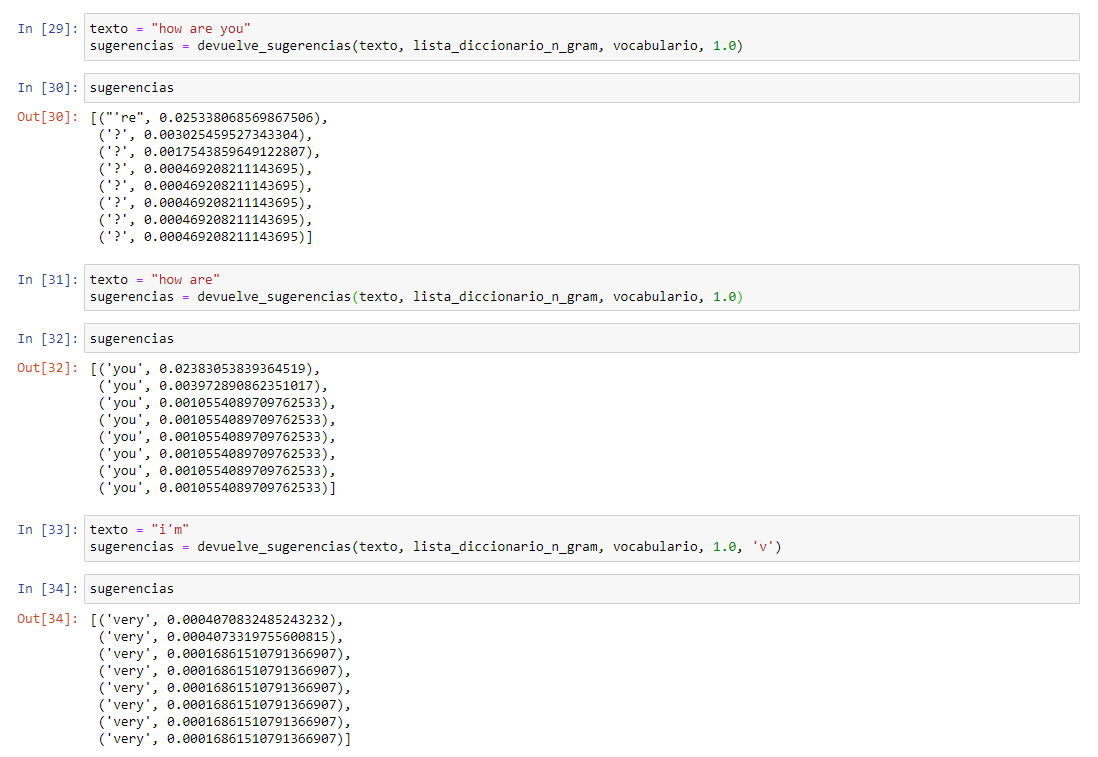 In [29]: texto = "how are you"
sugerencias = devuelve_sugerencias(texto, lista_diccionario_n_gram, vocabulario, 1.0)
In [30]: sugerencias
Out[30]: [("'re", 0.025338068569867506),
('?', 0.003025459527343304),
('?', 0.0017543859649122807),
('?', 0.000469208211143695),
('?', 0.000469208211143695),
('?', 0.000469208211143695),
('?', 0.000469208211143695),
('?', 0.000469208211143695)]
In [31]: texto = "how are"
sugerencias = devuelve_sugerencias(texto, lista_diccionario_n_gram, vocabulario, 1.0)
In [32]: sugerencias
Out[32]: [('you', 0.02383053839364519),
('you', 0.003972890862351017),
('you', 0.0010554089709762533),
('you', 0.0010554089709762533),
('you', 0.0010554089709762533),
('you', 0.0010554089709762533),
('you', 0.0010554089709762533),
('you', 0.0010554089709762533)]
In [33]: texto = "i'm"
sugerencias = devuelve_sugerencias(texto, lista_diccionario_n_gram, vocabulario, 1.0, 'v')
In [34]: sugerencias
Out[34]: [('very', 0.0004070832485243232),
('very', 0.0004073319755600815),
('very', 0.00016861510791366907),
('very', 0.00016861510791366907),
('very', 0.00016861510791366907),
('very', 0.00016861510791366907),
('very', 0.00016861510791366907),
('very', 0.00016861510791366907)]